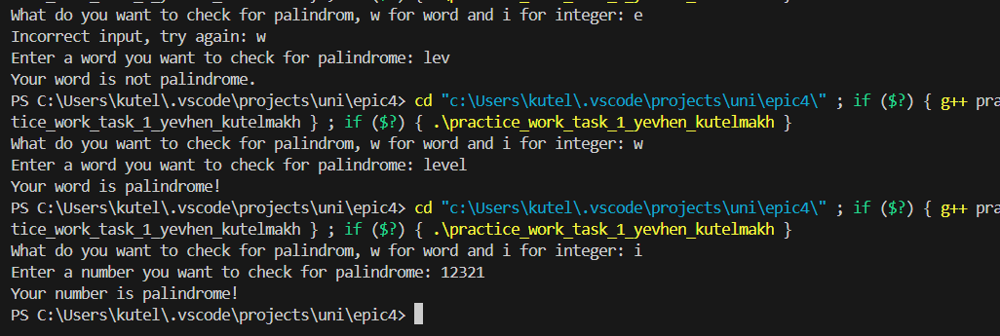 What do you want to check for palindrom, w for word and i for integer: e
Incorrect input, try again: w
Enter a word you want to check for palindrome: lev
Your word is not palindrome.
PS C:\Users\kutel\.vscode\projects\uni\epic4> cd "c:\Users\kutel\.vscode\projects\uni\epic4\" ; if ($?) { g++ prac
tice_work_task_1_yevhen_kutelmakh } ; if ($?) { .\practice_work_task_1_yevhen_kutelmakh }
What do you want to check for palindrom, w for word and i for integer: w
Enter a word you want to check for palindrome: level
Your word is palindrome!
PS C:\Users\kutel\.vscode\projects\uni\epic4> cd "c:\Users\kutel\.vscode\projects\uni\epic4\" ; if ($?) { g++ prac
tice_work_task_1_yevhen_kutelmakh } ; if ($?) { .\practice_work_task_1_yevhen_kutelmakh }
What do you want to check for palindrom, w for word and i for integer: i
Enter a number you want to check for palindrome: 12321
Your number is palindrome!
PS C:\Users\kutel\.vscode\projects\uni\epic4>